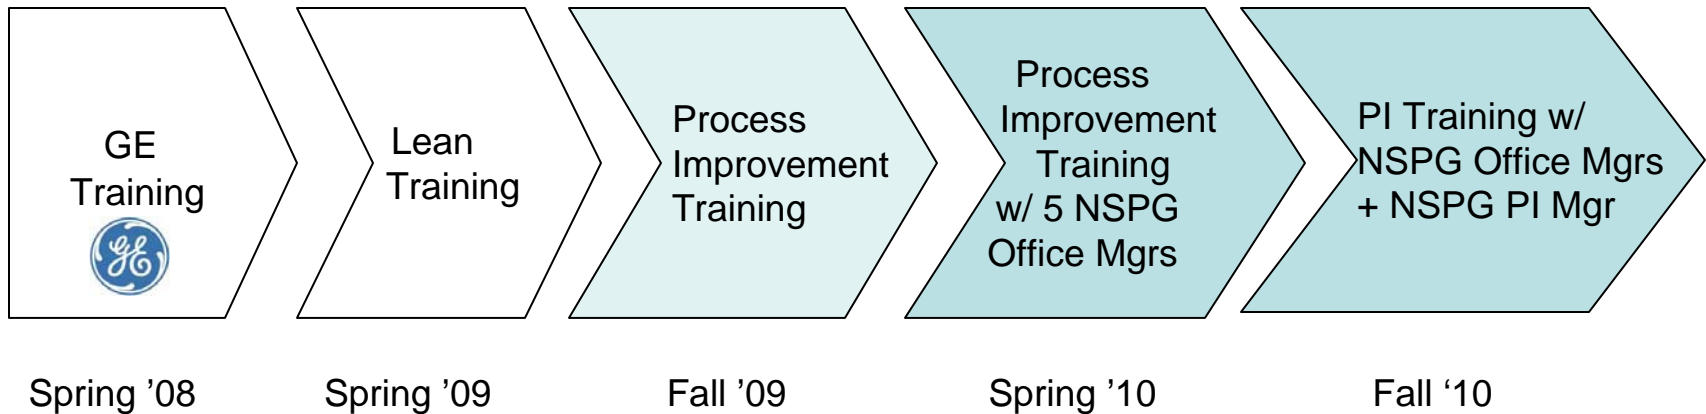 GE
Training
GE
Lean
Training
Process
Improvement
Training
Process
Improvement
Training
w/ 5 NSPG
Office Mgrs
PI Training w/
NSPG Office Mgrs
+ NSPG PI Mgr
Spring ’08
Spring ’09
Fall ’09
Spring ’10
Fall ‘10